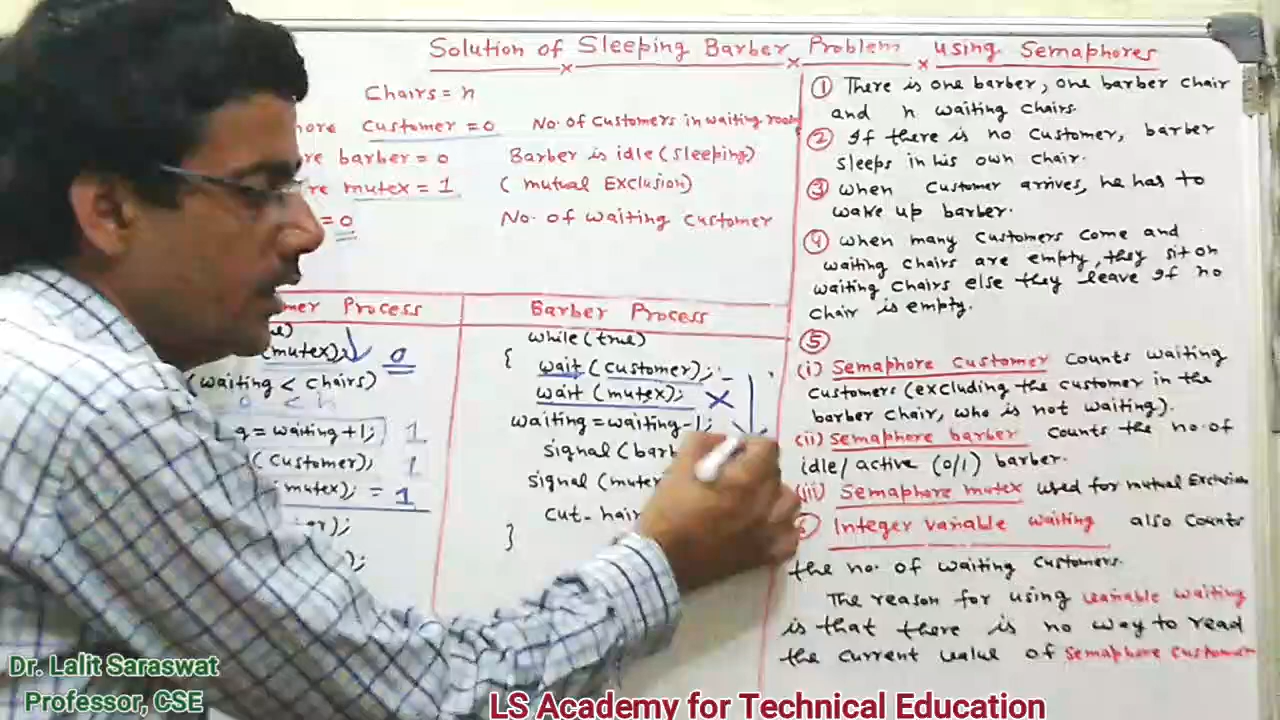 Solution of Sleeping Barber Problem using Semaphores
Chairs = n
hore customer = 0 No. of customers in waiting room
re barber = 0 Barber is idle (sleeping)
re mutex = 1 (mutual Exclusion)
= 0 No. of waiting customer
mer Process
(mutex); 0
(waiting < chairs)
0 < n
g = waiting+1; 1
(customer); 1
(mutex); = 1
Barber Process
while(true)
{ wait (customer);
wait (mutex); X
waiting = waiting-1;
signal (barb
signal (mutex
cut-hair
}
① There is one barber, one barber chair
and n waiting chairs.
② If there is no customer, barber
sleeps in his own chair.
③ when customer arrives, he has to
wake up barber.
④ when many customers come and
waiting chairs are empty, they sit on
waiting chairs else they leave if no
chair is empty.
⑤
(i) Semaphore customer counts waiting
customers (excluding the customer in the
barber chair, who is not waiting).
(ii) Semaphore barber counts the no. of
idle/active (0/1) barber.
(iii) Semaphore mutex used for mutual Exclusion
Integer variable waiting also counts
the no. of waiting customers.
The reason for using variable waiting
is that there is no way to read
the current value of semaphore customer
Dr. Lalit Saraswat
Professor, CSE
LS Academy for Technical Education